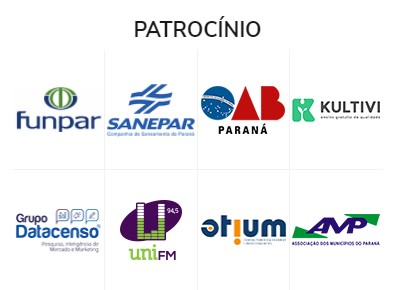 PATROCÍNIO
funpar
SANEPAR
Companhia de Saneamento do Paraná
OAB
PARANÁ
KULTIVI
ensino gratuito de qualidade
Grupo
Datacenso
Pesquisa, Inteligência de
Mercado e Marketing
94,5
uniFM
otium
AMP
ASSOCIAÇÃO DOS MUNICÍPIOS DO PARANÁ